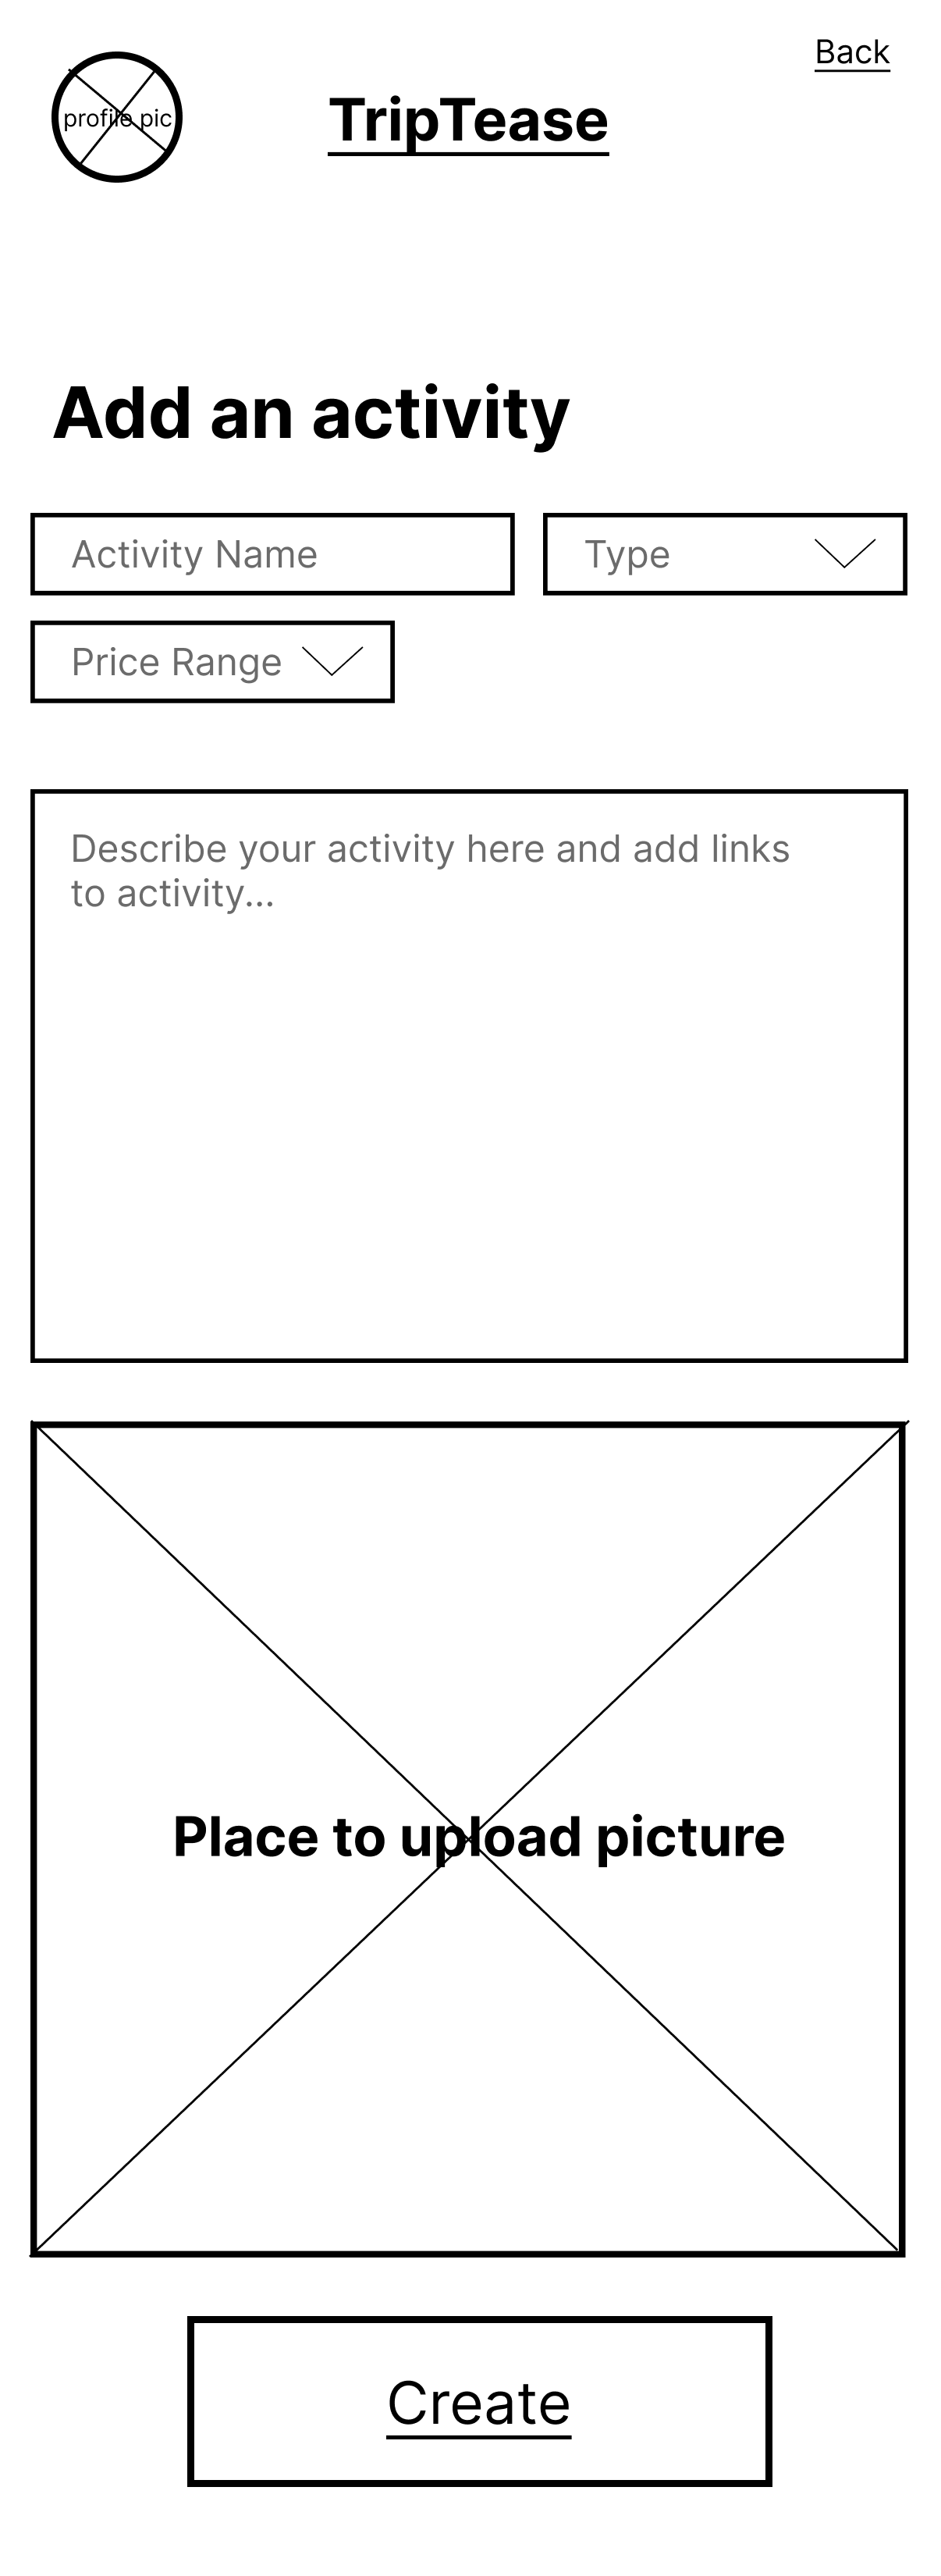 Back
profile pic
TripTease
Add an activity
Activity Name
Type
Price Range
Describe your activity here and add links
to activity...
Place to upload picture
Create